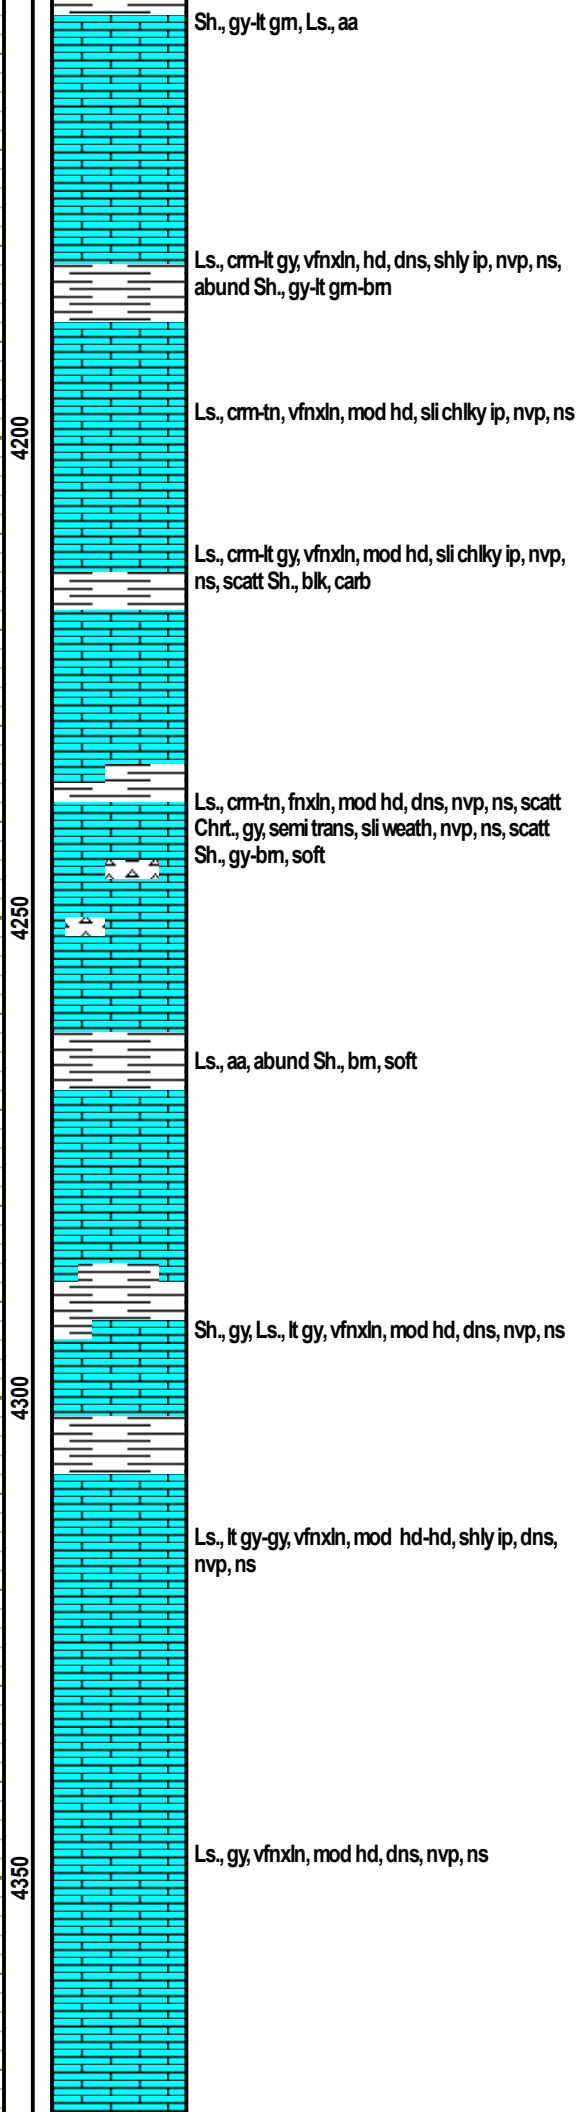 Sh., gy-lt grn, Ls., aa
Ls., crm-lt gy, vfnxln, hd, dns, shly ip, nvp, ns,
abund Sh., gy-lt grn-brn
Ls., crm-tn, vfnxln, mod hd, sli chlky ip, nvp, ns
4200
Ls., crm-lt gy, vfnxln, mod hd, sli chlky ip, nvp,
ns, scatt Sh., blk, carb
Ls., crm-tn, fnxln, mod hd, dns, nvp, ns, scatt
Chrt., gy, semi trans, sli weath, nvp, ns, scatt
Sh., gy-brn, soft
4250
Ls., aa, abund Sh., brn, soft
Sh., gy, Ls., lt gy, vfnxln, mod hd, dns, nvp, ns
4300
Ls., lt gy-gy, vfnxln, mod hd-hd, shly ip, dns,
nvp, ns
Ls., gy, vfnxln, mod hd, dns, nvp, ns
4350